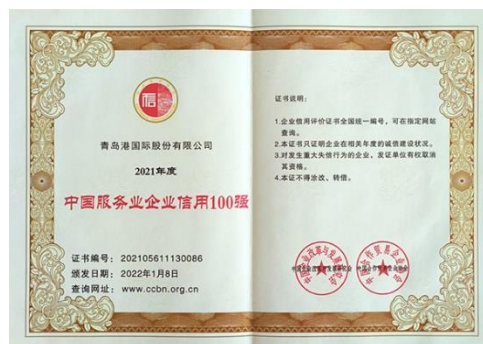 信
青岛港国际股份有限公司
2021年度
中国服务业企业信用100强
证书编号：202105611130086
颁发日期：2022年1月8日
查询网址：www.ccbn.org.cn
证书说明：
1.企业信用评价证书全国统一编号，可在指定网站
查询。
2.本证书只证明企业在相关年度的诚信建设状况。
3.对发生重大失信行为的企业，发证单位有权取消
其资格。
4.本证不得涂改、转借。